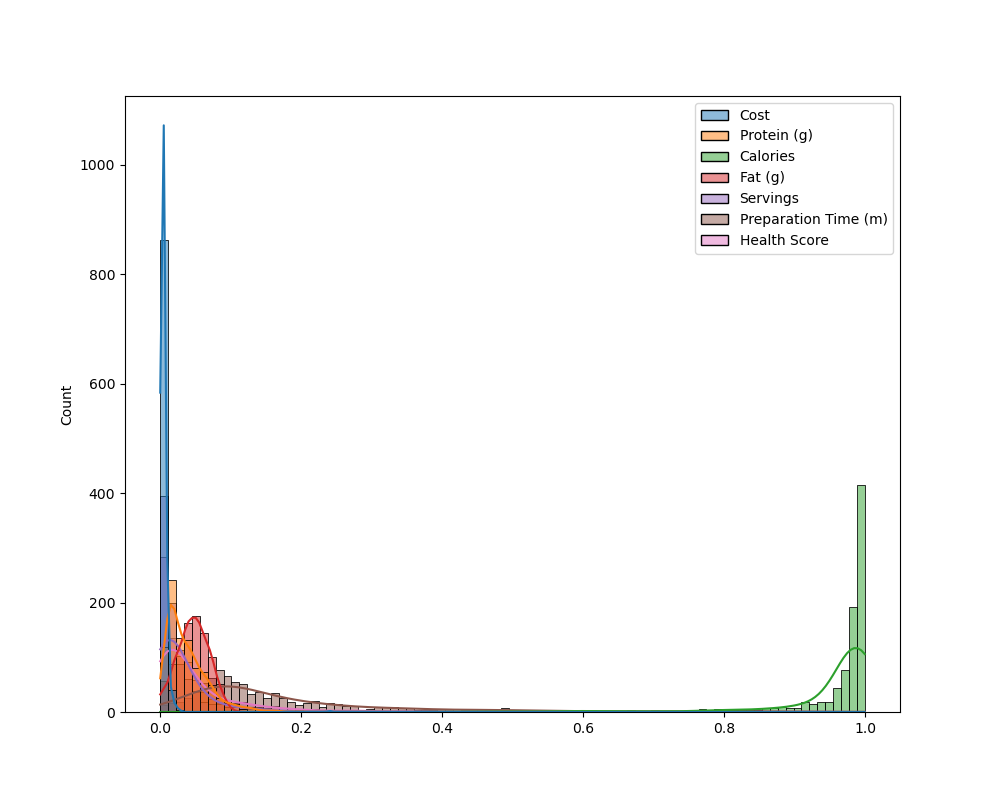 Cost
Protein (g)
Calories
Fat (g)
Servings
Preparation Time (m)
Health Score
Count
1000
800
600
400
200
0
0.0 0.2 0.4 0.6 0.8 1.0